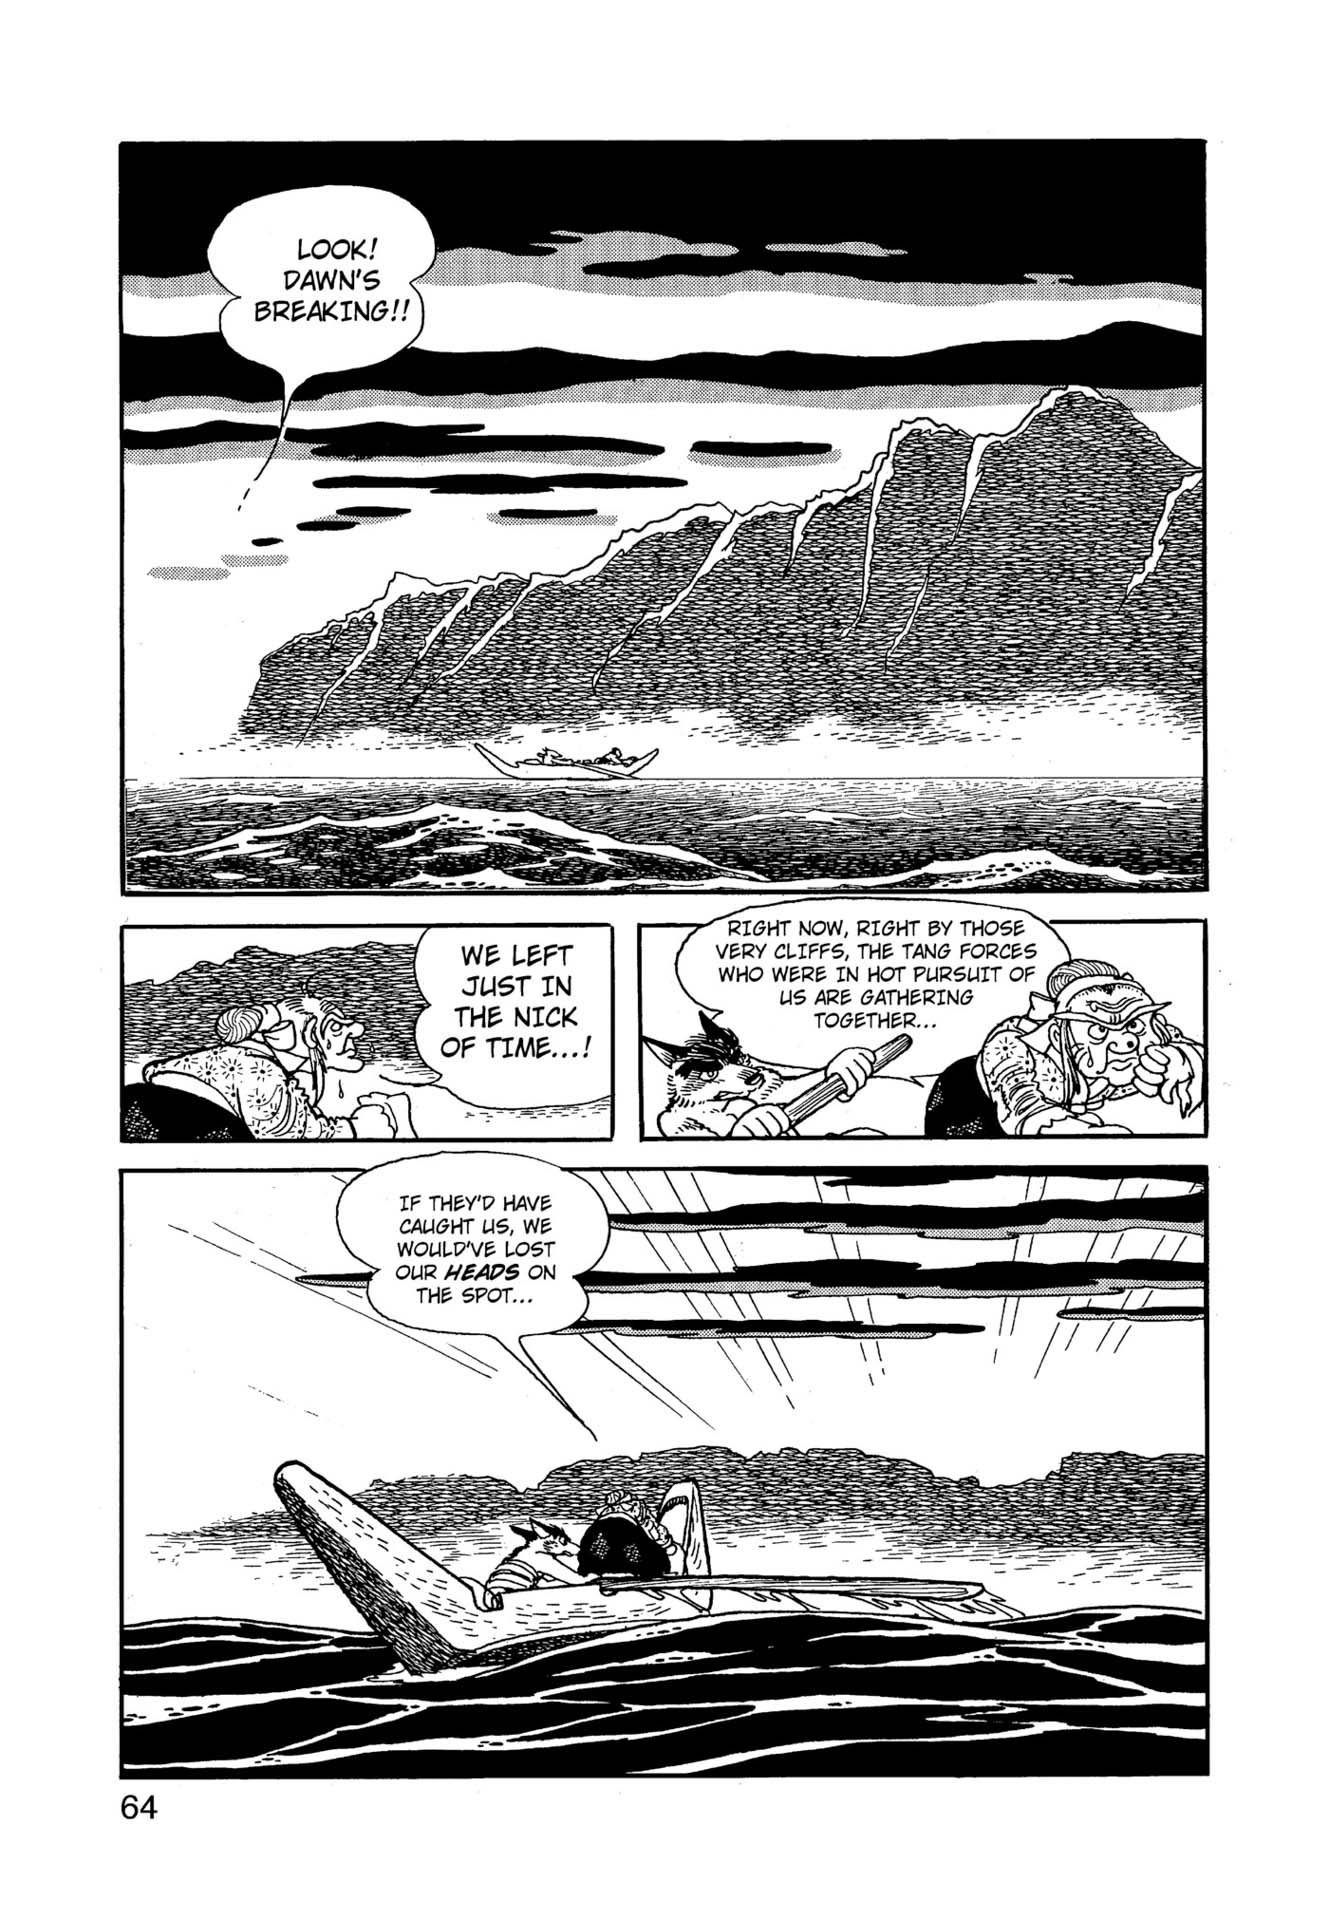 LOOK!
DAWN'S
BREAKING!!
WE LEFT
JUST IN
THE NICK
OF TIME...!
RIGHT NOW, RIGHT BY THOSE
VERY CLIFFS, THE TANG FORCES
WHO WERE IN HOT PURSUIT OF
US ARE GATHERING
TOGETHER...
IF THEY'D HAVE
CAUGHT US, WE
WOULD'VE LOST
OUR HEADS ON
THE SPOT...
64